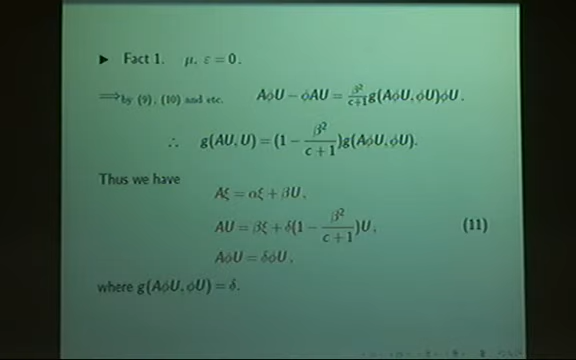 ▶ Fact 1. μ, ε = 0.
⟹ by (9), (10) and etc. AϕU − ϕAU = β²/(c+1) g(AϕU, ϕU)ϕU.
∴ g(AU, U) = (1 − β²/(c+1))g(AϕU, ϕU).
Thus we have
Aξ = αξ + βU,
AU = βξ + δ(1 − β²/(c+1))U, (11)
AϕU = δϕU,
where g(AϕU, ϕU) = δ.